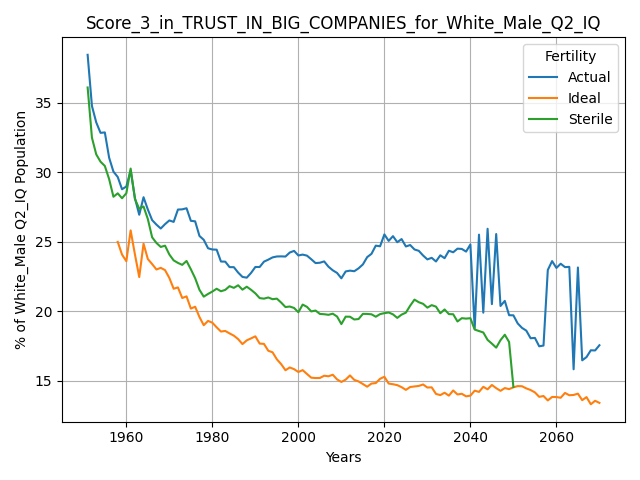 Score_3_in_TRUST_IN_BIG_COMPANIES_for_White_Male_Q2_IQ
Fertility
Actual
Ideal
Sterile
% of White_Male Q2_IQ Population
35
30
25
20
15
1960
1980
2000
2020
2040
2060
Years